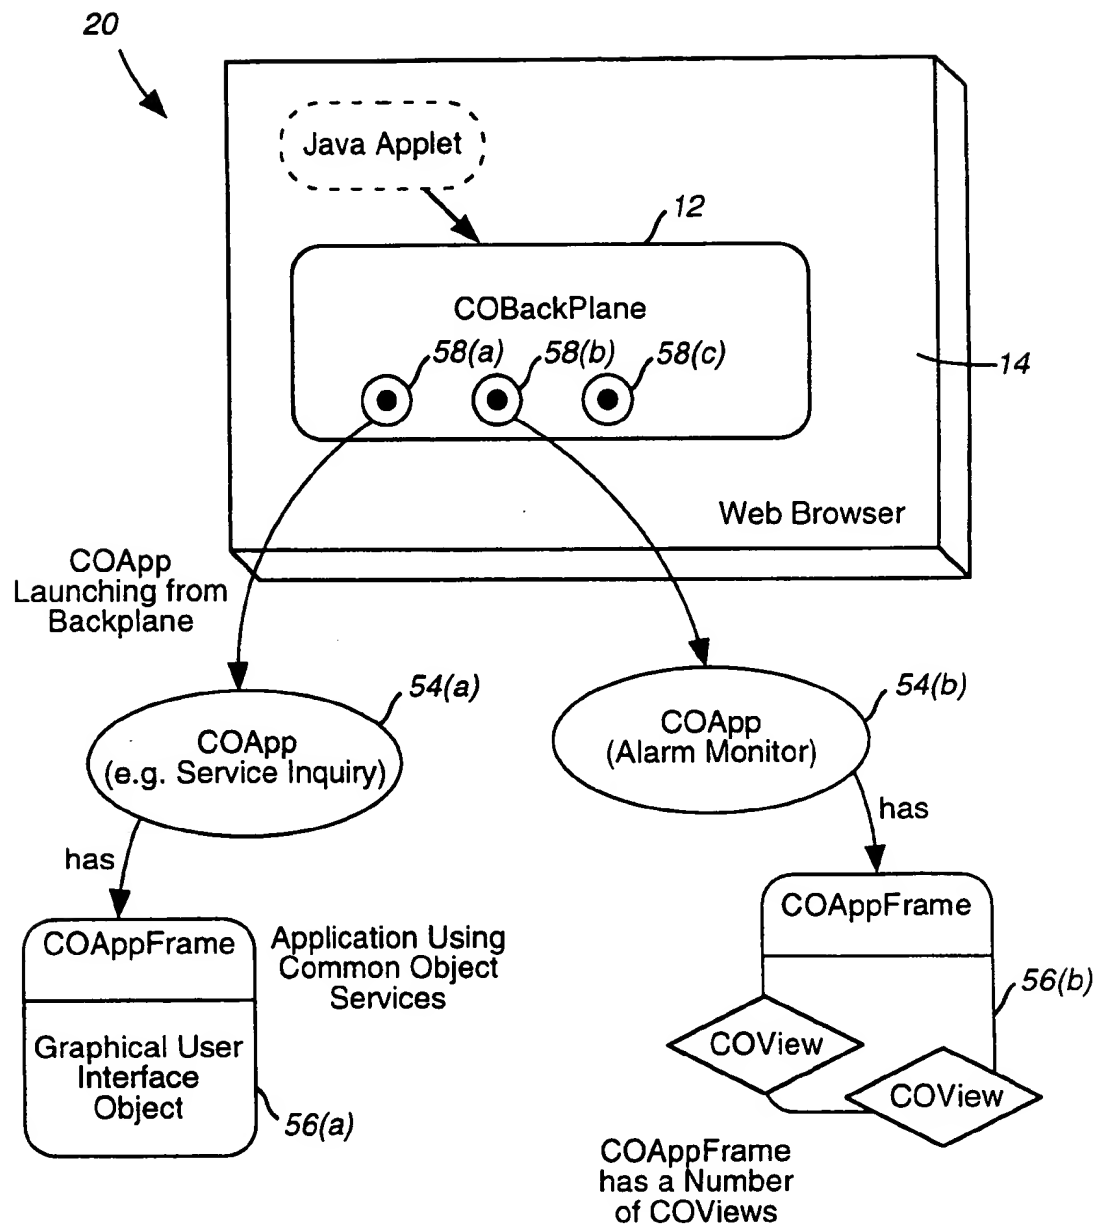 20
Java Applet
12
COBackPlane
58(a)
58(b)
58(c)
14
Web Browser
COApp
Launching from
Backplane
54(a)
54(b)
COApp
(e.g. Service Inquiry)
COApp
(Alarm Monitor)
has
has
COAppFrame
Application Using
Common Object
Services
COAppFrame
56(b)
Graphical User
Interface
Object
56(a)
COView
COView
COAppFrame
has a Number
of COViews